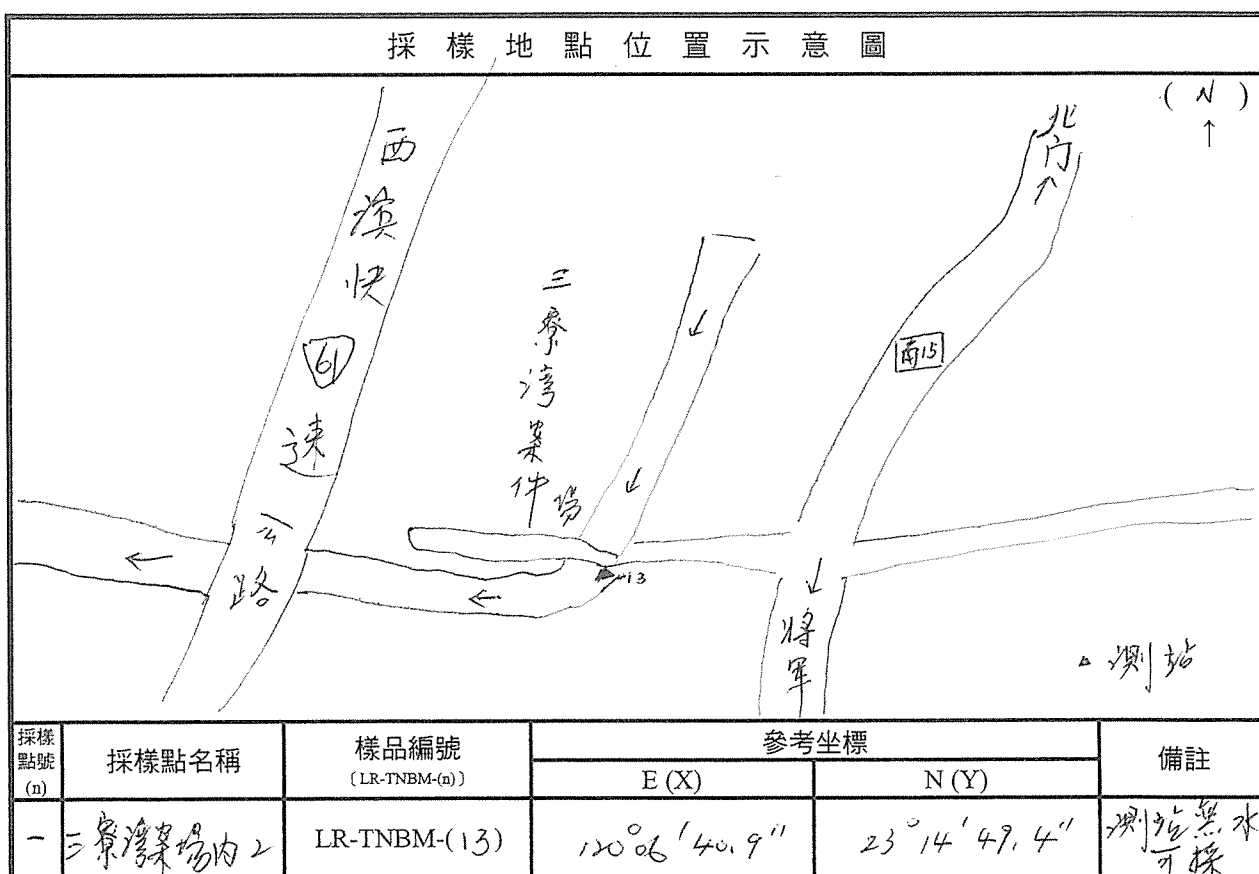 採樣地點位置示意圖
( N )
↑
西濱快
61
速公路
三寮灣案件場
北門
南15
13
將軍
▵ 測站
採樣點號(n)
採樣點名稱
樣品編號
〔LR-TNBM-(n)〕
參考坐標
E (X)
N (Y)
備註
一
三寮灣案場內2
LR-TNBM-(13)
120°06'40.9"
23°14'49.4"
測站無水可採